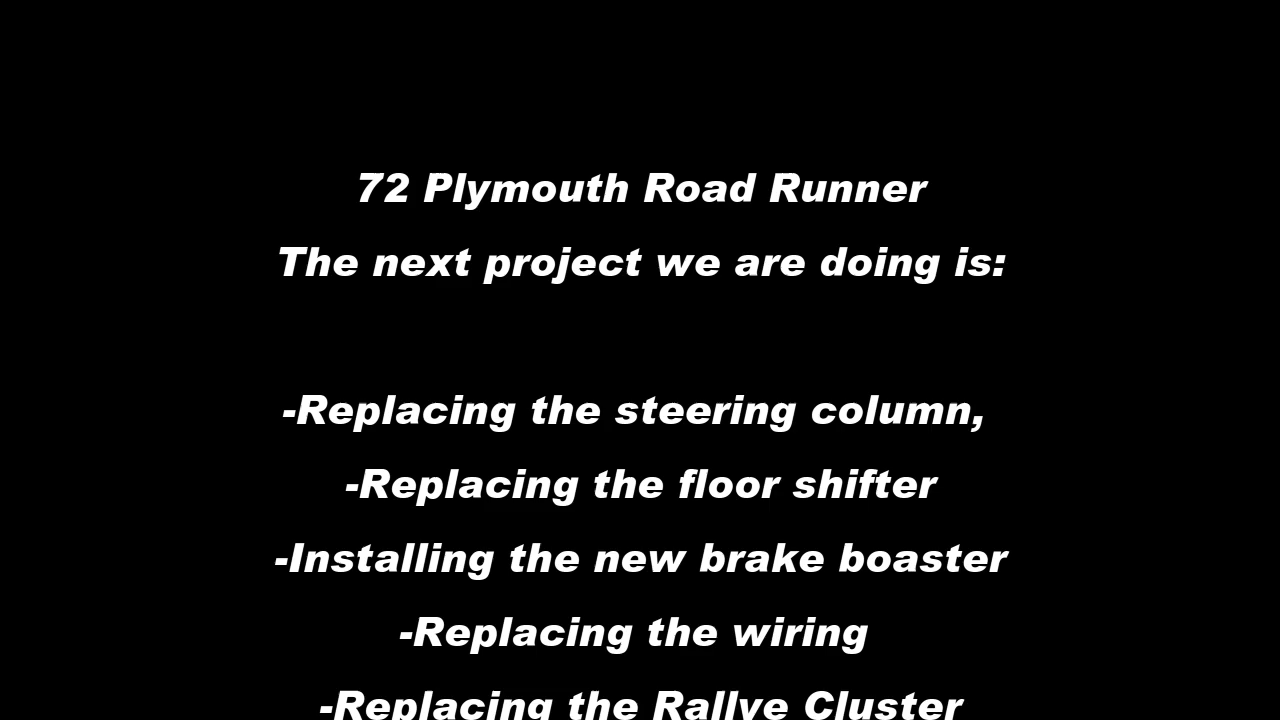 72 Plymouth Road Runner
The next project we are doing is:
-Replacing the steering column,
-Replacing the floor shifter
-Installing the new brake boaster
-Replacing the wiring
-Replacing the Rallye Cluster